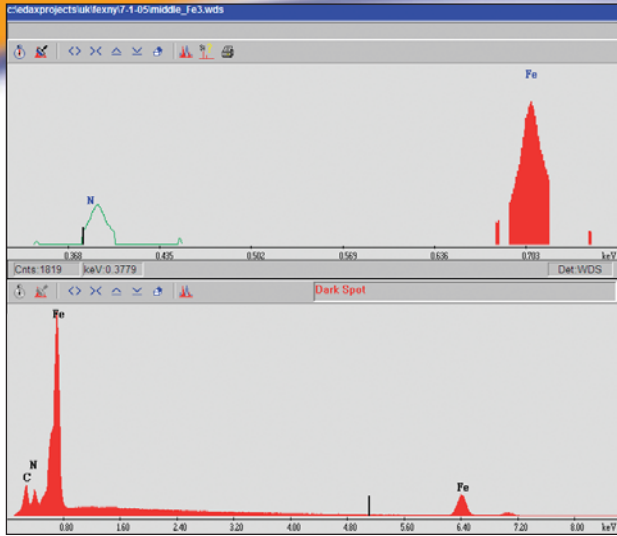 c:\edaxprojects\uk\fexny\7-1-05\middle_Fe3.wds
Fe
N
0.368 0.435 0.502 0.569 0.636 0.703 keV
Cnts:1819 keV:0.3779 Det:WDS
Dark Spot
Fe
N
C
Fe
0.80 1.60 2.40 3.20 4.00 4.80 5.60 6.40 7.20 8.00 keV